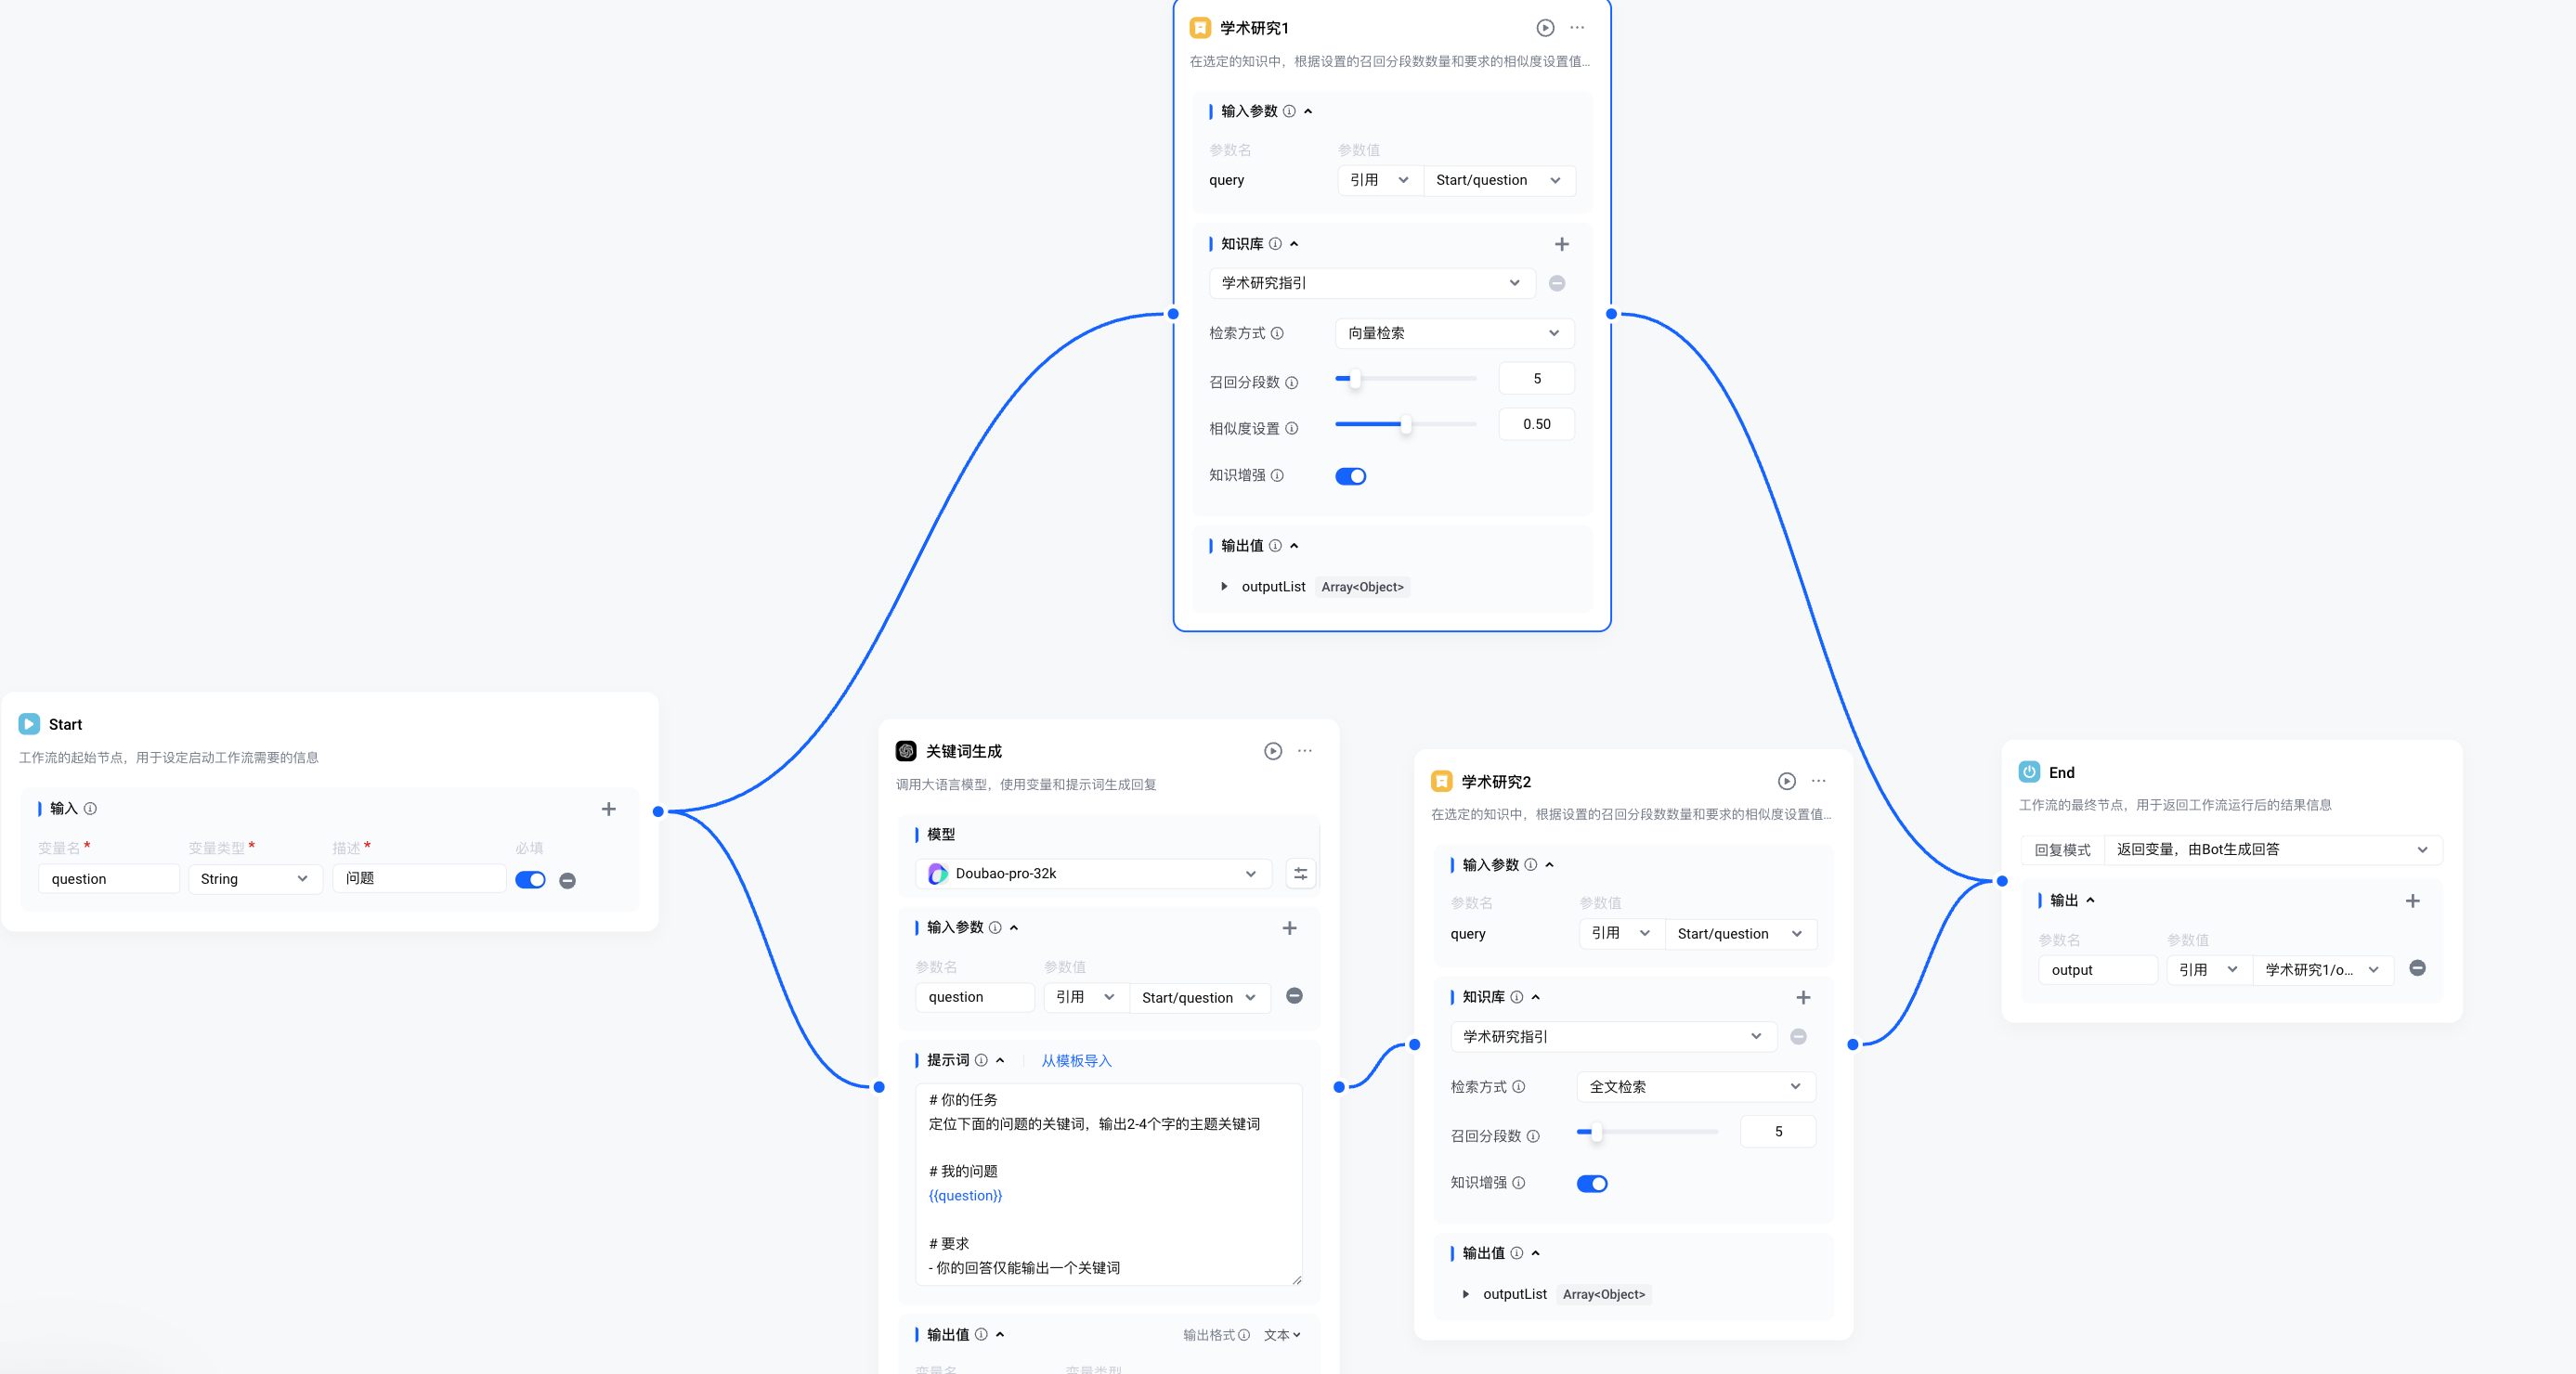 学术研究1
在选定的知识中，根据设置的召回分段数数量和要求的相似度设置值...
输入参数
参数名 参数值
query 引用 Start/question
知识库
学术研究指引
检索方式 向量检索
召回分段数 5
相似度设置 0.50
知识增强
输出值
outputList Array<Object>
Start
工作流的起始节点，用于设定启动工作流需要的信息
输入
变量名* 变量类型* 描述* 必填
question String 问题
关键词生成
调用大语言模型，使用变量和提示词生成回复
模型
Doubao-pro-32k
输入参数
参数名 参数值
question 引用 Start/question
提示词 从模板导入
# 你的任务
定位下面的问题的关键词，输出2-4个字的主题关键词
# 我的问题
{{question}}
# 要求
- 你的回答仅能输出一个关键词
输出值 输出格式 文本
变量名 变量类型
学术研究2
在选定的知识中，根据设置的召回分段数数量和要求的相似度设置值...
输入参数
参数名 参数值
query 引用 Start/question
知识库
学术研究指引
检索方式 全文检索
召回分段数 5
知识增强
输出值
outputList Array<Object>
End
工作流的最终节点，用于返回工作流运行后的结果信息
回复模式 返回变量，由Bot生成回答
输出
参数名 参数值
output 引用 学术研究1/o...